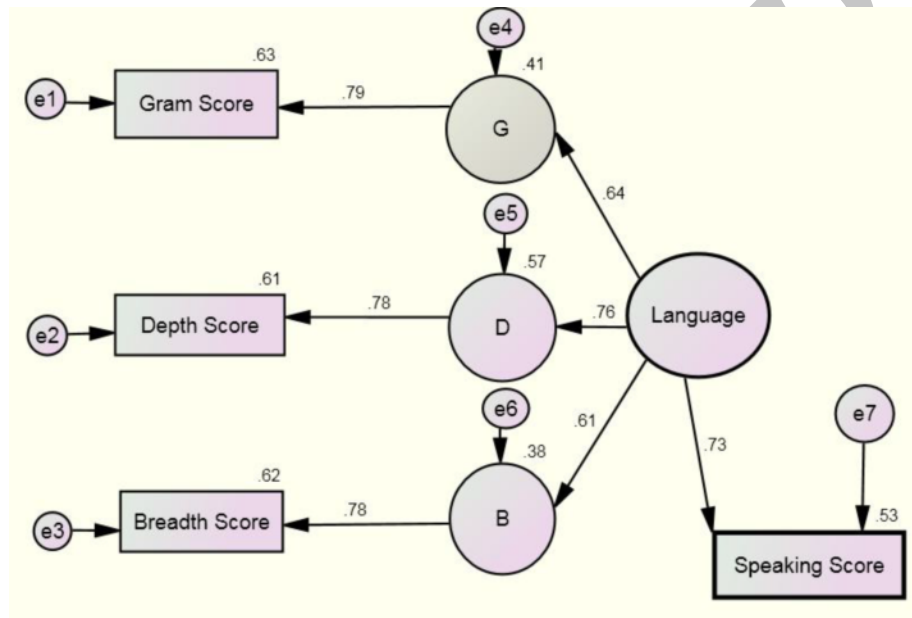 e4
.63
.41
e1
Gram Score
.79
G
.64
e5
.57
.61
.76
Language
e2
Depth Score
.78
D
e6
.61
.73
e7
.38
.62
e3
Breadth Score
.78
B
.53
Speaking Score